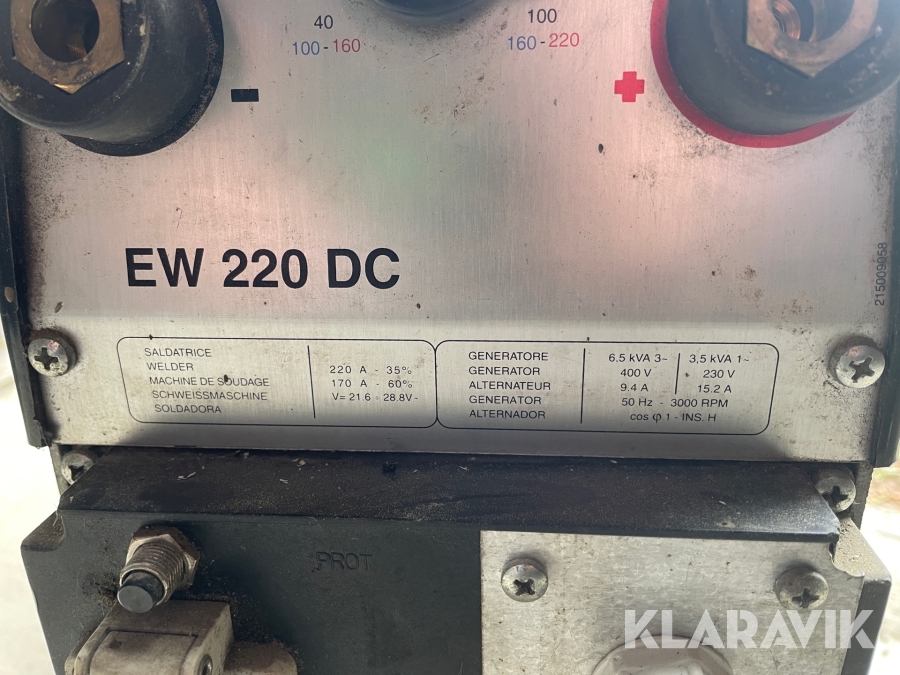 40
100-160
100
160-220
-
+
EW 220 DC
215009058
SALDATRICE
WELDER
MACHINE DE SOUDAGE
SCHWEISSMASCHINE
SOLDADORA
220 A - 35%
170 A - 60%
V= 21.6 ÷ 28.8V-
GENERATORE
GENERATOR
ALTERNATEUR
GENERATOR
ALTERNADOR
6.5 kVA 3~
400 V
9.4 A
3,5 kVA 1~
230 V
15.2 A
50 Hz - 3000 RPM
cos φ 1 - INS. H
PROT
KLARAVIK